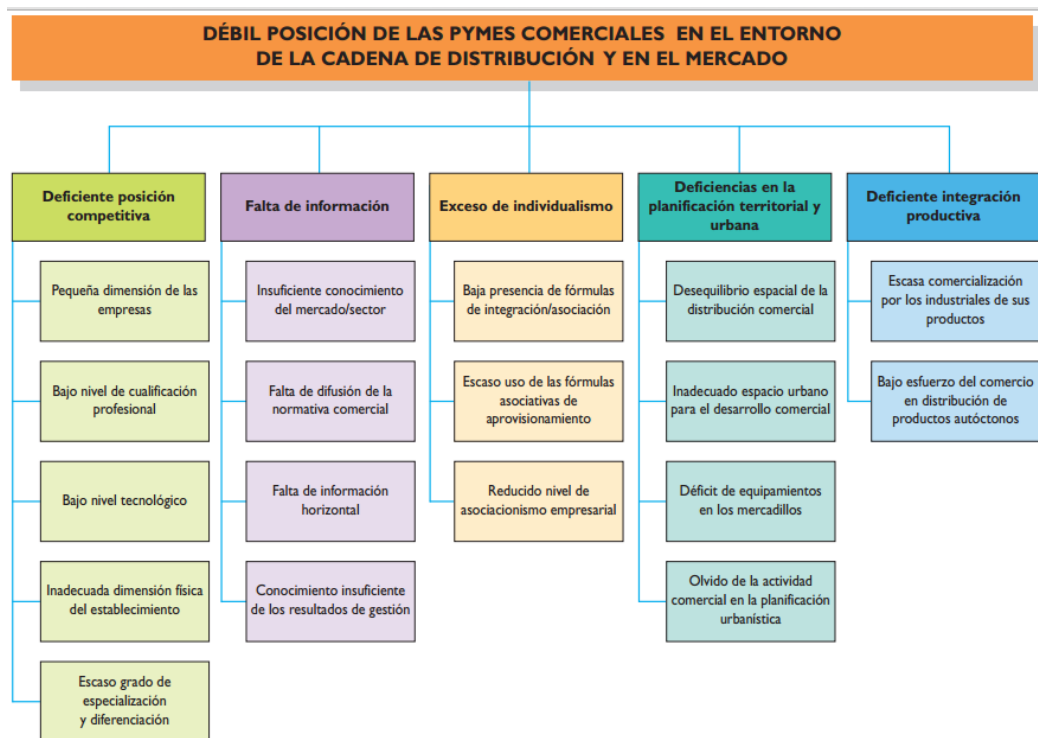 DÉBIL POSICIÓN DE LAS PYMES COMERCIALES EN EL ENTORNO
DE LA CADENA DE DISTRIBUCIÓN Y EN EL MERCADO
Deficiente posición
competitiva
Pequeña dimensión de las
empresas
Bajo nivel de cualificación
profesional
Bajo nivel tecnológico
Inadecuada dimensión física
del establecimiento
Escaso grado de
especialización
y diferenciación
Falta de información
Insuficiente conocimiento
del mercado/sector
Falta de difusión de la
normativa comercial
Falta de información
horizontal
Conocimiento insuficiente
de los resultados de gestión
Exceso de individualismo
Baja presencia de fórmulas
de integración/asociación
Escaso uso de las fórmulas
asociativas de
aprovisionamiento
Reducido nivel de
asociacionismo empresarial
Deficiencias en la
planificación territorial y
urbana
Desequilibrio espacial de la
distribución comercial
Inadecuado espacio urbano
para el desarrollo comercial
Déficit de equipamientos
en los mercadillos
Olvido de la actividad
comercial en la planificación
urbanística
Deficiente integración
productiva
Escasa comercialización
por los industriales de sus
productos
Bajo esfuerzo del comercio
en distribución de
productos autóctonos